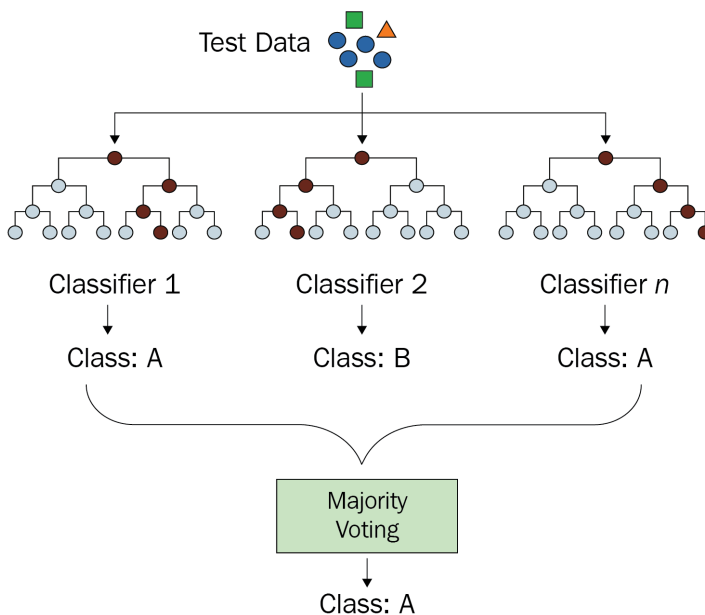 Test Data
Classifier 1
Classifier 2
Classifier n
Class: A
Class: B
Class: A
Majority
Voting
Class: A